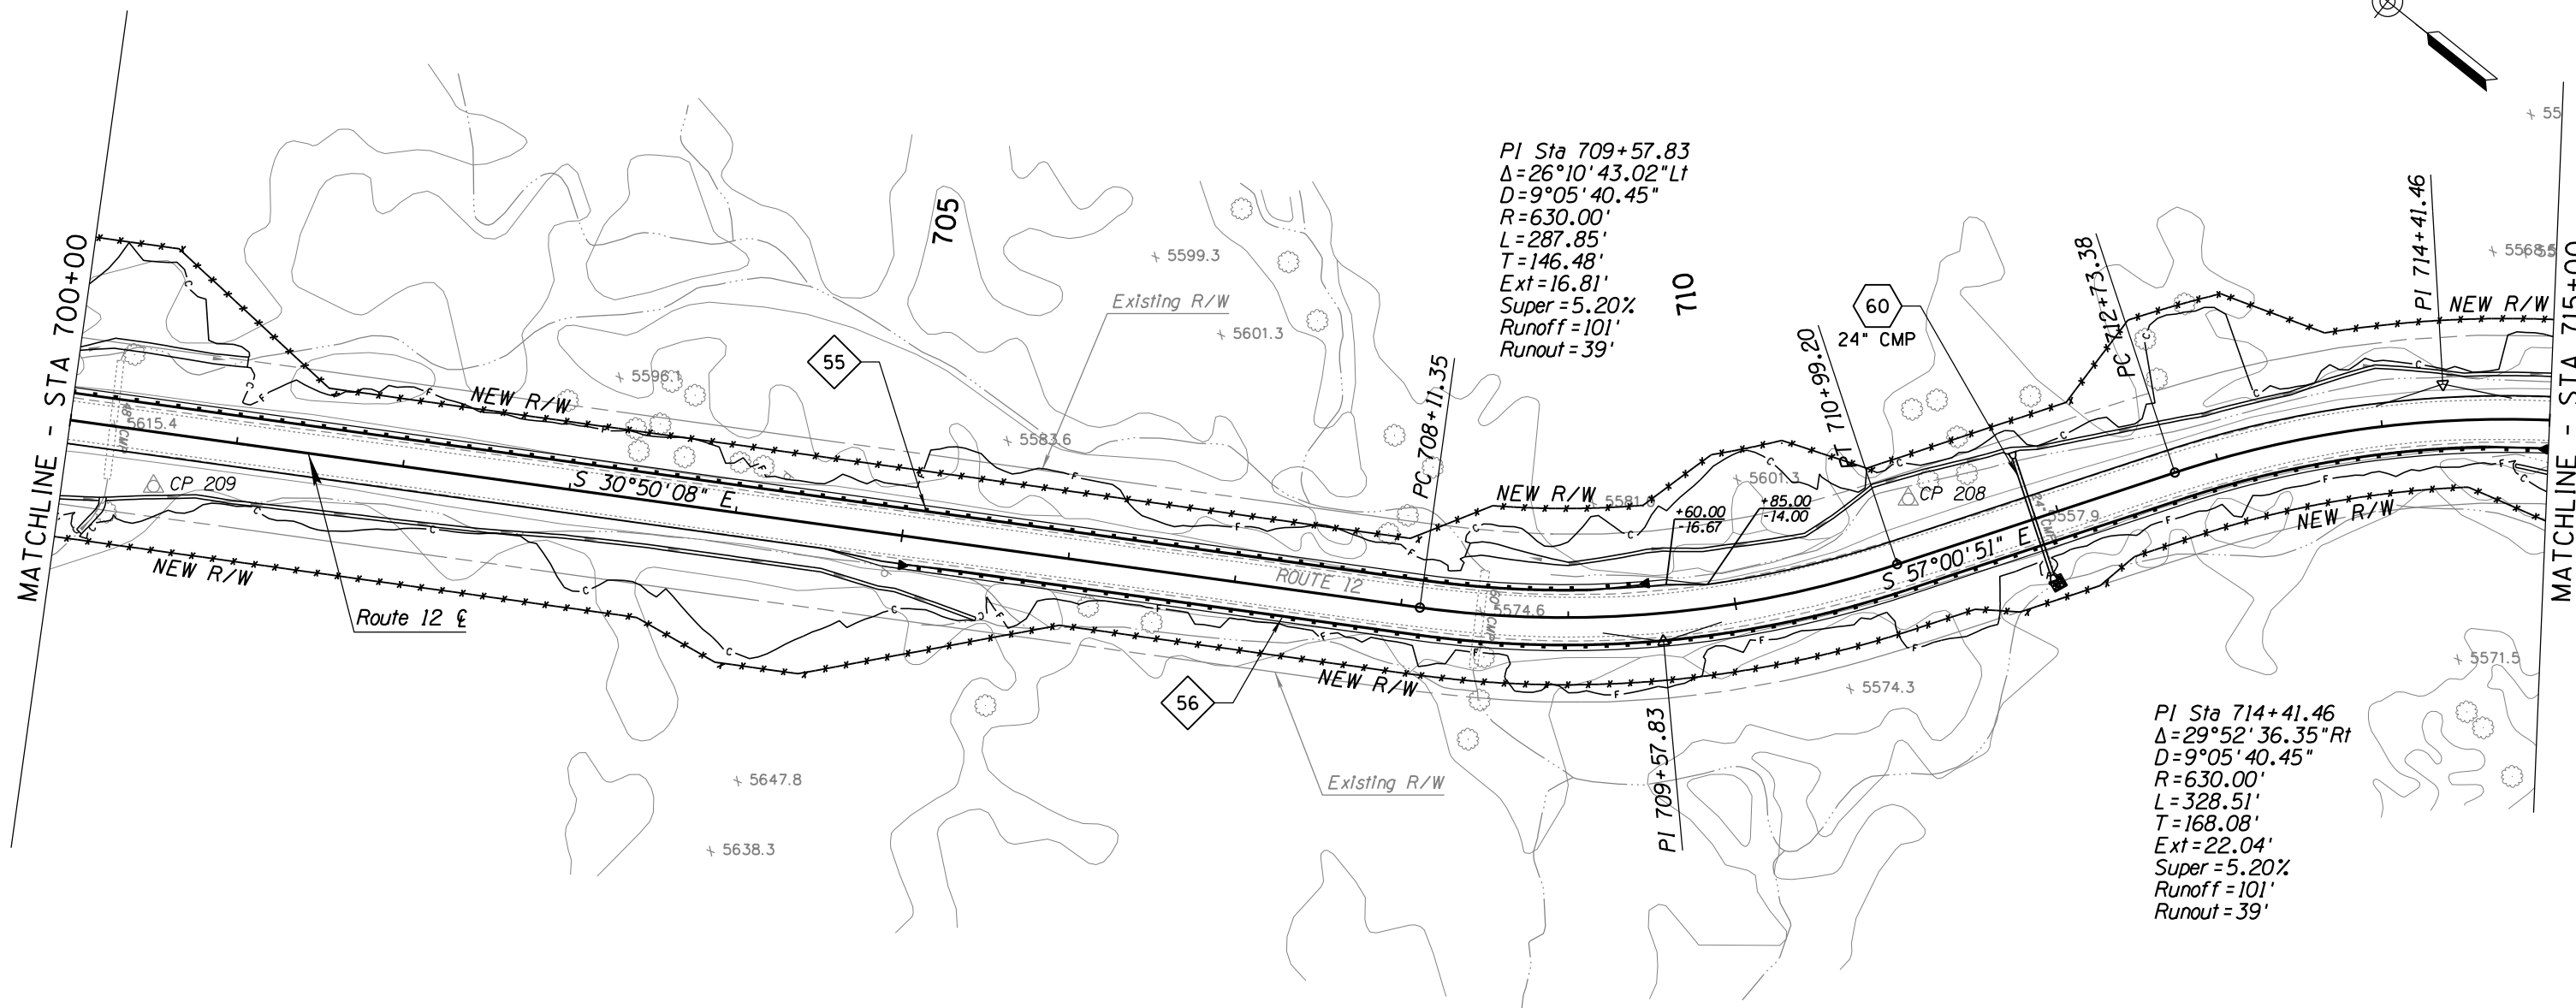 MATCHLINE - STA 700+00
705
5599.3
Existing R/W
5601.3
5596.1
55
NEW R/W
5583.6
5615.4
48" CMP
CP 209
S 30°50'08" E
NEW R/W
Route 12 ℄
PC 708+11.35
PI Sta 709+57.83
Δ=26°10'43.02"Lt
D=9°05'40.45"
R=630.00'
L=287.85'
T=146.48'
Ext=16.81'
Super=5.20%
Runoff=101'
Runout=39'
710
60
24" CMP
PT 710+99.20
PC 712+73.38
PI 714+41.46
NEW R/W
NEW R/W
5601.3
+60.00
-16.67
+85.00
-14.00
CP 208
5557.9
24" CMP
S 57°00'51" E
NEW R/W
ROUTE 12
5574.6
60" CMP
NEW R/W
56
Existing R/W
PI 709+57.83
5574.3
5571.5
5647.8
5638.3
PI Sta 714+41.46
Δ=29°52'36.35"Rt
D=9°05'40.45"
R=630.00'
L=328.51'
T=168.08'
Ext=22.04'
Super=5.20%
Runoff=101'
Runout=39'
MATCHLINE - STA 715+00